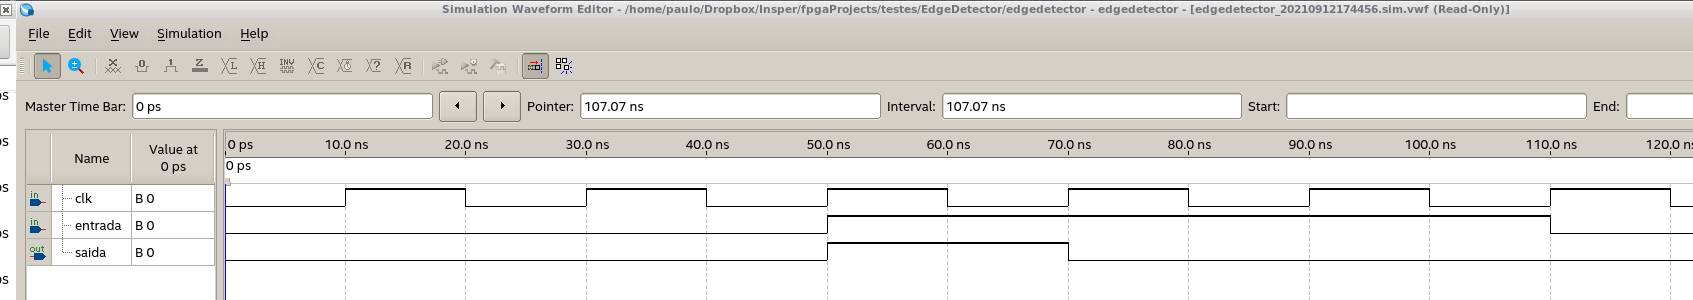 Simulation Waveform Editor - /home/paulo/Dropbox/Insper/fpgaProjects/testes/EdgeDetector/edgedetector - edgedetector - [edgedetector_20210912174456.sim.vwf (Read-Only)]
File Edit View Simulation Help
Master Time Bar: 0 ps Pointer: 107.07 ns Interval: 107.07 ns Start: End:
Name Value at 0 ps 10.0 ns 20.0 ns 30.0 ns 40.0 ns 50.0 ns 60.0 ns 70.0 ns 80.0 ns 90.0 ns 100.0 ns 110.0 ns 120.0 n
0 ps 0 ps
in clk B 0
in entrada B 0
out saida B 0